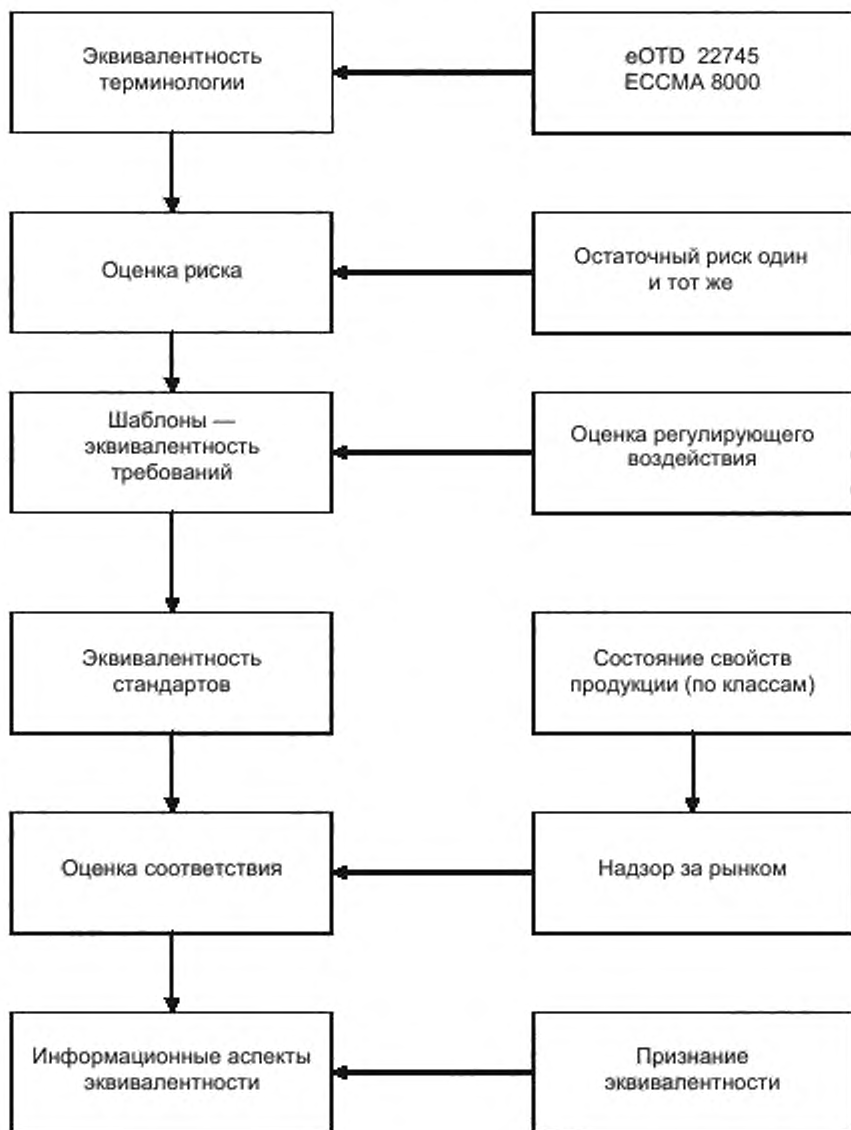 Эквивалентность
терминологии
eOTD 22745
ECCMA 8000
Оценка риска
Остаточный риск один
и тот же
Шаблоны —
эквивалентность
требований
Оценка регулирующего
воздействия
Эквивалентность
стандартов
Состояние свойств
продукции (по классам)
Оценка соответствия
Надзор за рынком
Информационные аспекты
эквивалентности
Признание
эквивалентности